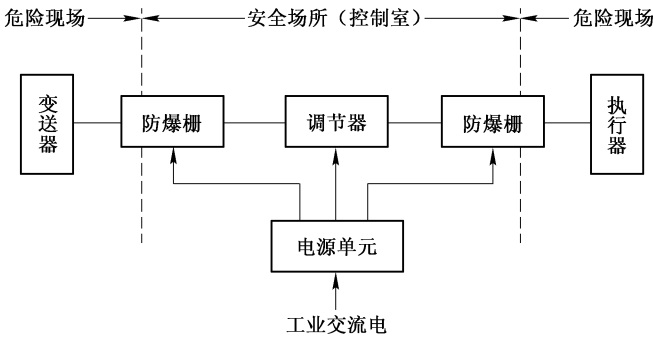 危险现场
安全场所（控制室）
危险现场
变送器
防爆栅
调节器
防爆栅
执行器
电源单元
工业交流电